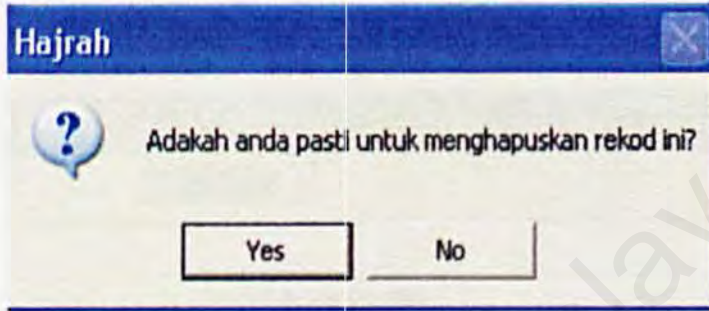 Hajrah
Adakah anda pasti untuk menghapuskan rekod ini?
Yes No